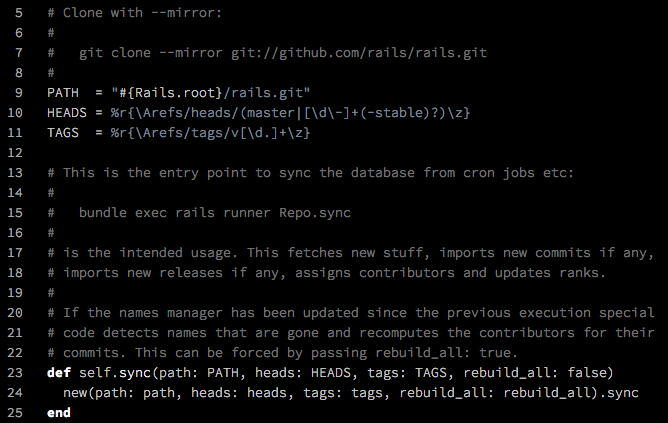 5 # Clone with --mirror:
6 #
7 #   git clone --mirror git://github.com/rails/rails.git
8 #
9 PATH  = "#{Rails.root}/rails.git"
10 HEADS = %r{\Arefs/heads/(master|[\d\-]+(-stable)?)\z}
11 TAGS  = %r{\Arefs/tags/v[\d.]+\z}
12
13 # This is the entry point to sync the database from cron jobs etc:
14 #
15 #   bundle exec rails runner Repo.sync
16 #
17 # is the intended usage. This fetches new stuff, imports new commits if any,
18 # imports new releases if any, assigns contributors and updates ranks.
19 #
20 # If the names manager has been updated since the previous execution special
21 # code detects names that are gone and recomputes the contributors for their
22 # commits. This can be forced by passing rebuild_all: true.
23 def self.sync(path: PATH, heads: HEADS, tags: TAGS, rebuild_all: false)
24   new(path: path, heads: heads, tags: tags, rebuild_all: rebuild_all).sync
25 end